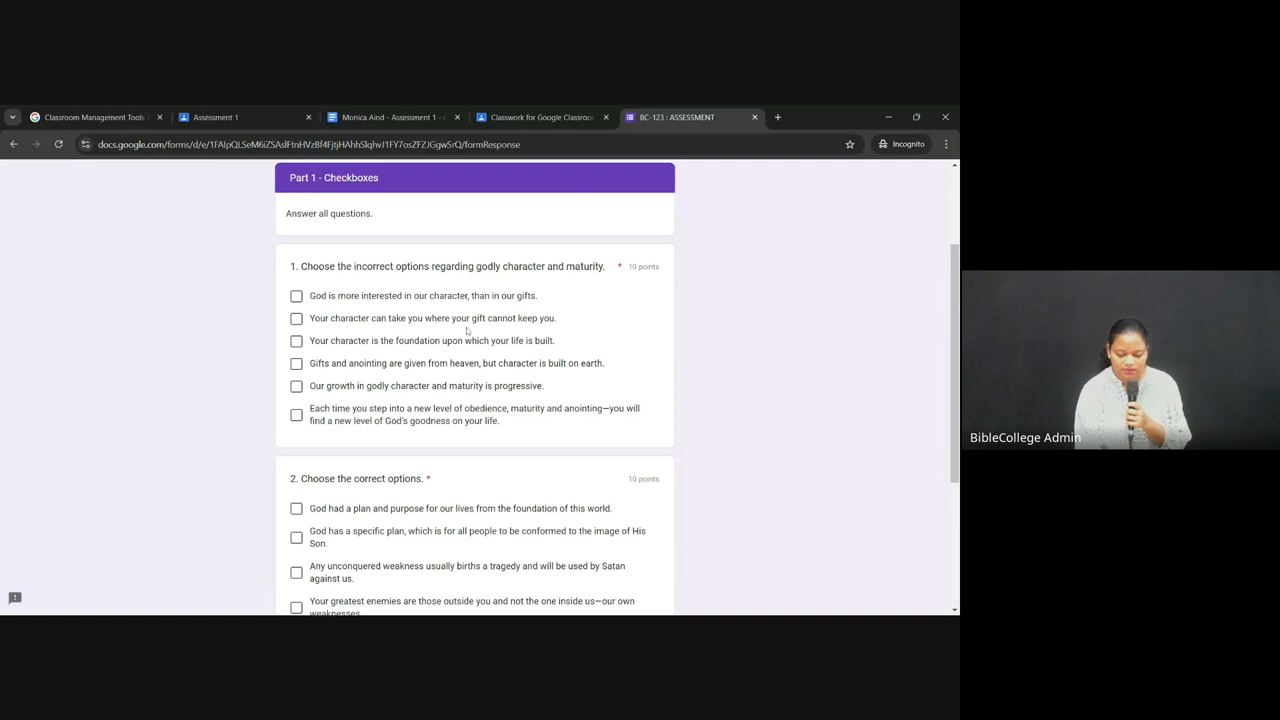 Classroom Management Tools
Assessment 1
Monica Aind - Assessment 1 -
Classwork for Google Classroo
BC-123 : ASSESSMENT
docs.google.com/forms/d/e/
Incognito
Part 1 - Checkboxes
Answer all questions.
1. Choose the incorrect options regarding godly character and maturity. * 10 points
God is more interested in our character, than in our gifts.
Your character can take you where your gift cannot keep you.
Your character is the foundation upon which your life is built.
Gifts and anointing are given from heaven, but character is built on earth.
Our growth in godly character and maturity is progressive.
Each time you step into a new level of obedience, maturity and anointing—you will
find a new level of God's goodness on your life.
2. Choose the correct options. * 10 points
God had a plan and purpose for our lives from the foundation of this world.
God has a specific plan, which is for all people to be conformed to the image of His
Son.
Any unconquered weakness usually births a tragedy and will be used by Satan
against us.
Your greatest enemies are those outside you and not the one inside us—our own
weaknesses
BibleCollege Admin